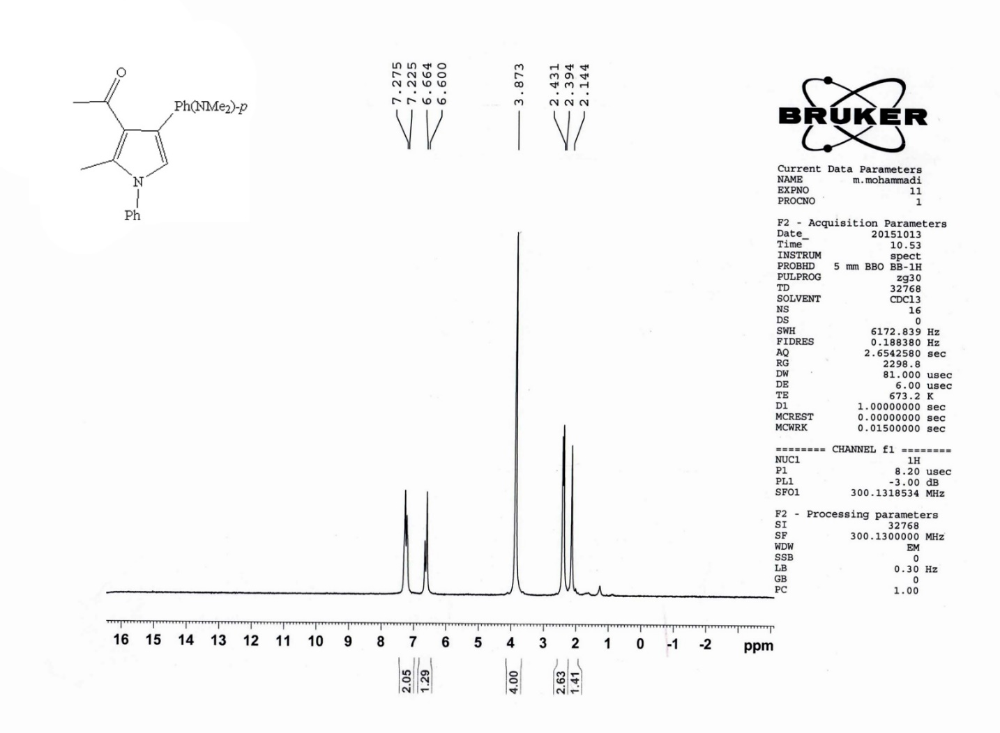 O
Ph(NMe2)-p
N
Ph
7.275
7.225
6.664
6.600
3.873
2.431
2.394
2.144
BRUKER
Current Data Parameters
NAME m.mohammadi
EXPNO 11
PROCNO 1
F2 - Acquisition Parameters
Date_ 20151013
Time 10.53
INSTRUM spect
PROBHD 5 mm BBO BB-1H
PULPROG zg30
TD 32768
SOLVENT CDCl3
NS 16
DS 0
SWH 6172.839 Hz
FIDRES 0.188380 Hz
AQ 2.6542580 sec
RG 2298.8
DW 81.000 usec
DE 6.00 usec
TE 673.2 K
D1 1.00000000 sec
MCREST 0.00000000 sec
MCWRK 0.01500000 sec
======== CHANNEL f1 ========
NUC1 1H
P1 8.20 usec
PL1 -3.00 dB
SFO1 300.1318534 MHz
F2 - Processing parameters
SI 32768
SF 300.1300000 MHz
WDW EM
SSB 0
LB 0.30 Hz
GB 0
PC 1.00
16 15 14 13 12 11 10 9 8 7 6 5 4 3 2 1 0 -1 -2 ppm
2.05
1.29
4.00
2.63
1.41